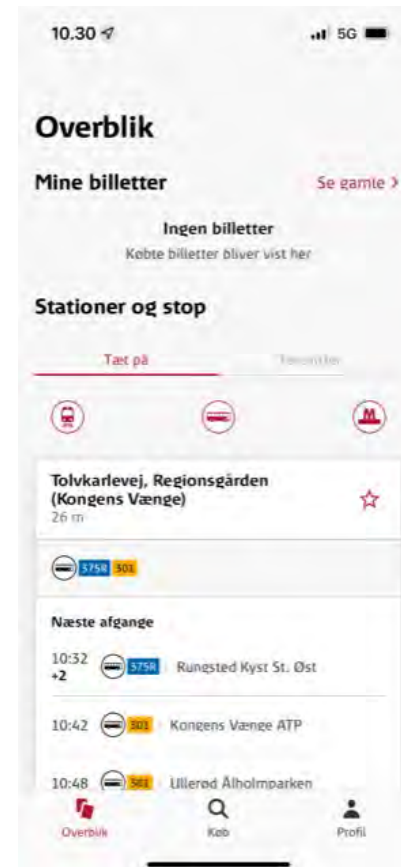 10.30
5G
Overblik
Mine billetter
Se gamle >
Ingen billetter
Købte billetter bliver vist her
Stationer og stop
Tæt på
Favoritter
M
Tolvkarlevej, Regionsgården
(Kongens Vænge)
26 m
375R 301
Næste afgange
10:32 375R Rungsted Kyst St. Øst
+2
10:42 301 Kongens Vænge ATP
10:48 301 Ullerød Ålholmparken
Overblik Køb Profil